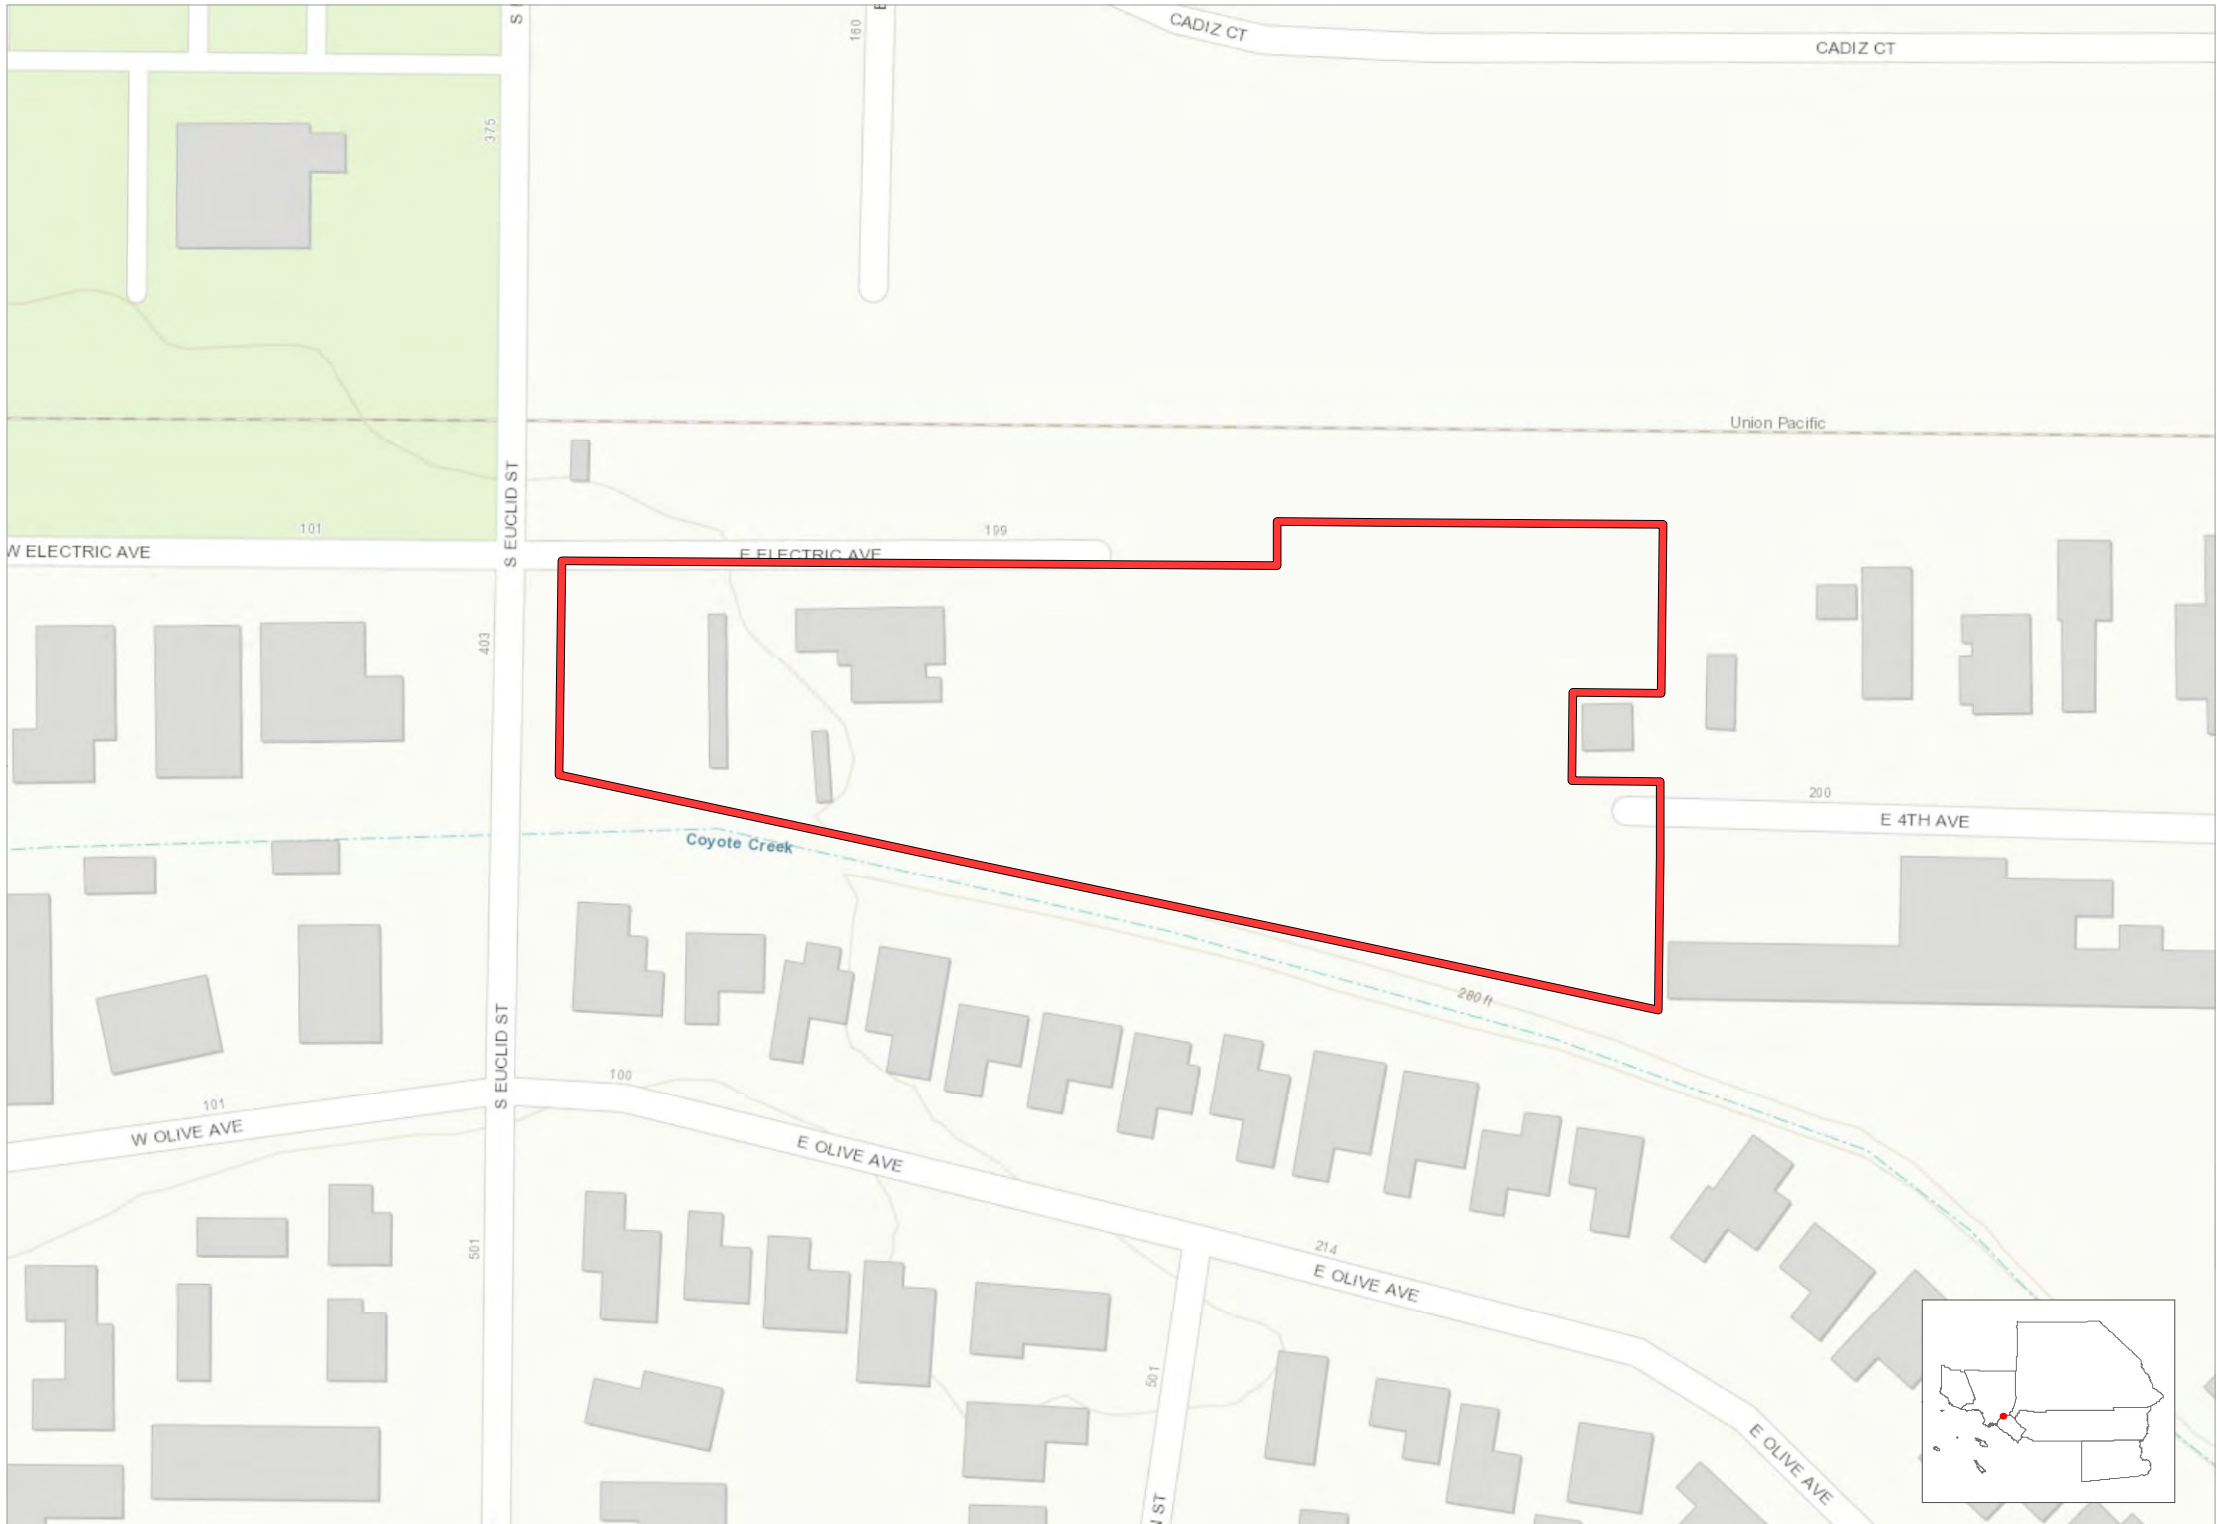 160
CADIZ CT
CADIZ CT
375
Union Pacific
S EUCLID ST
101
199
W ELECTRIC AVE
E ELECTRIC AVE
403
200
E 4TH AVE
Coyote Creek
280 ft
S EUCLID ST
100
101
W OLIVE AVE
E OLIVE AVE
501
214
E OLIVE AVE
501
E OLIVE AVE
ST